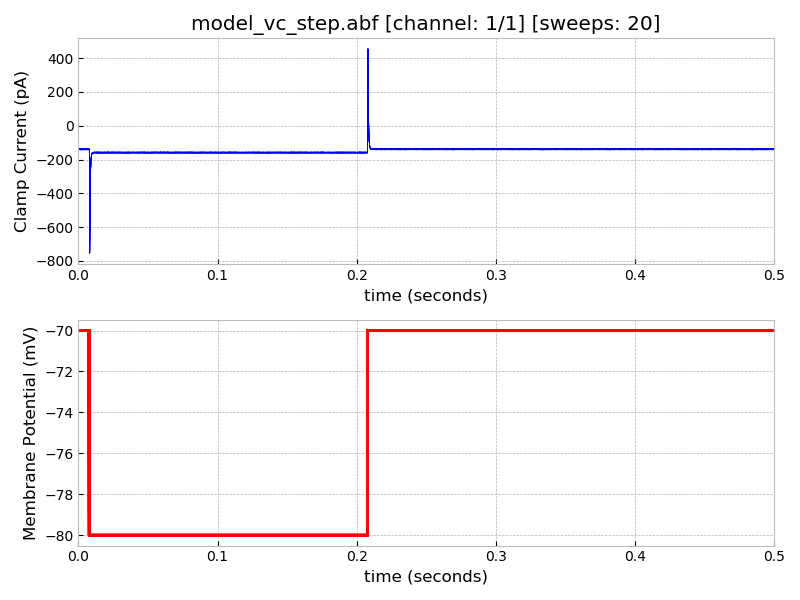 model_vc_step.abf [channel: 1/1] [sweeps: 20]
Clamp Current (pA)
400
200
0
−200
−400
−600
−800
0.0 0.1 0.2 0.3 0.4 0.5
time (seconds)
Membrane Potential (mV)
−70
−72
−74
−76
−78
−80
0.0 0.1 0.2 0.3 0.4 0.5
time (seconds)